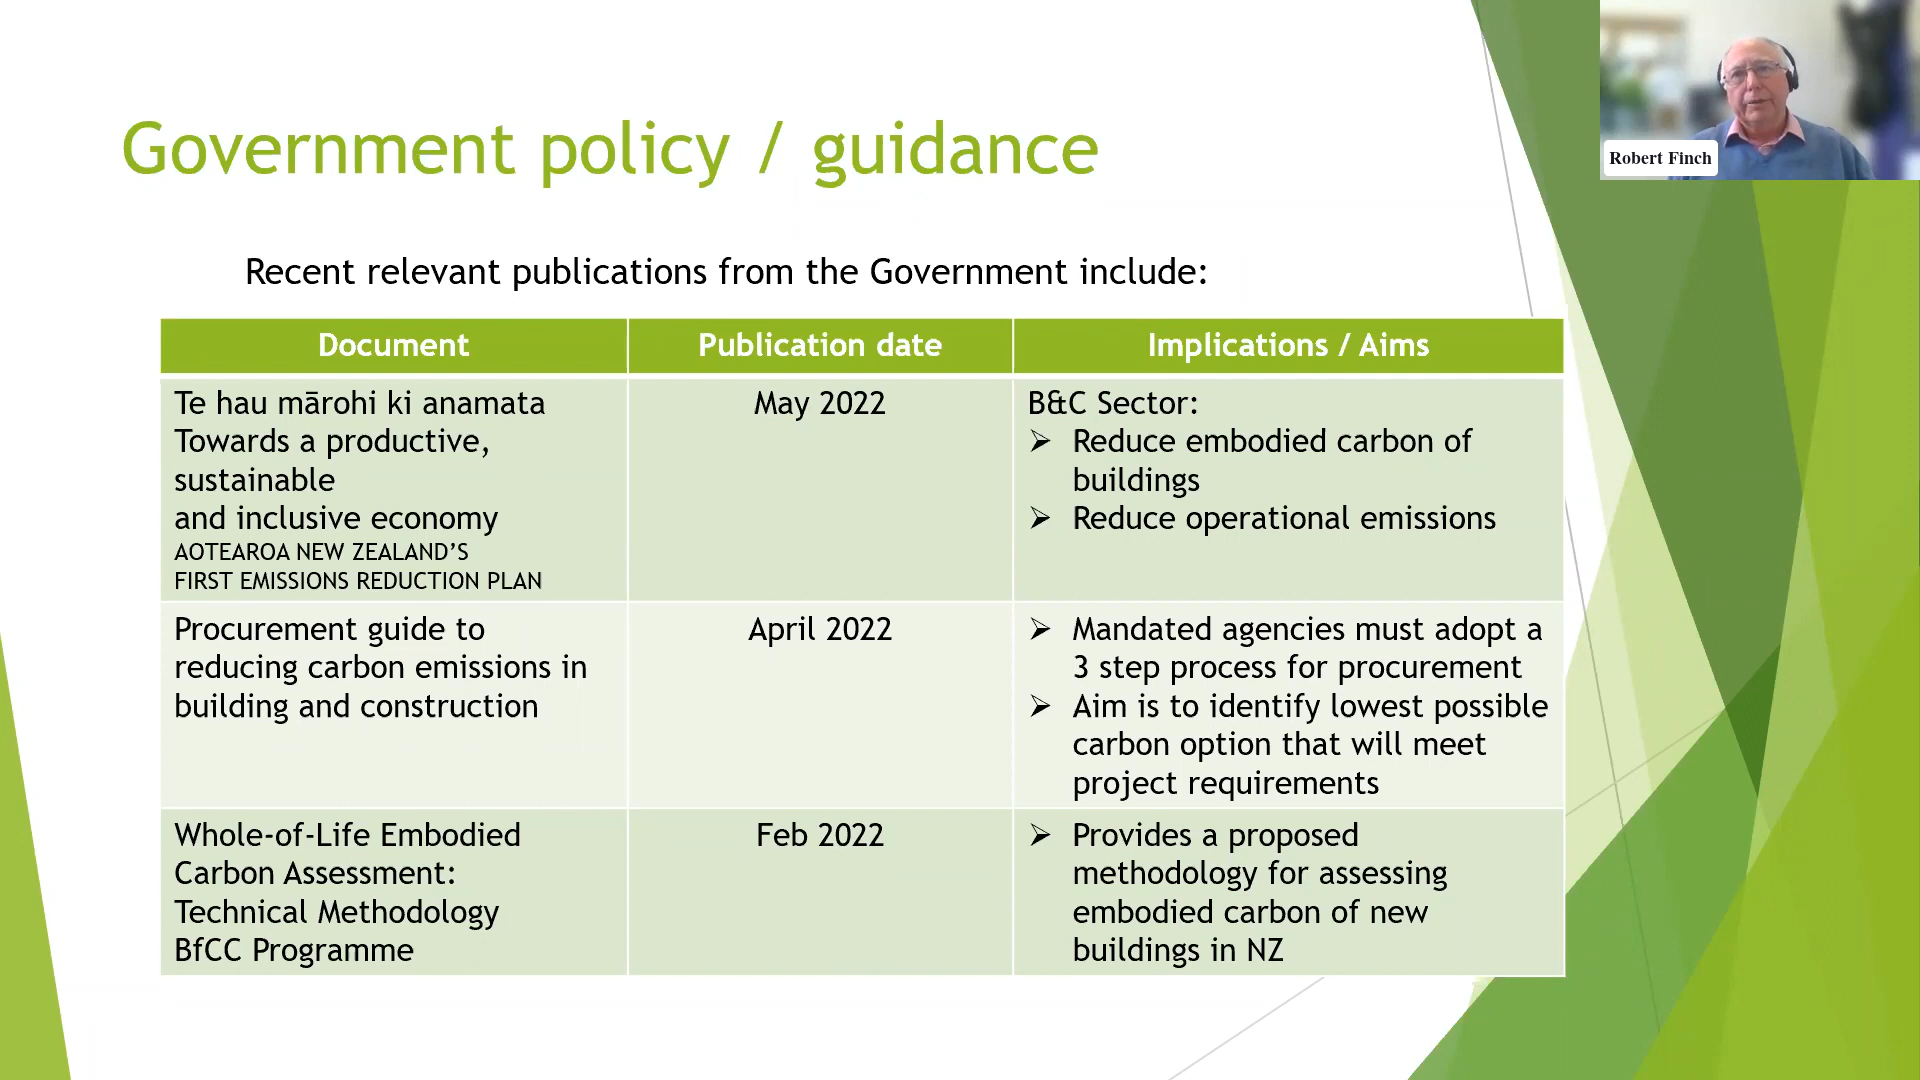 Government policy / guidance
Robert Finch
Recent relevant publications from the Government include:
Document
Publication date
Implications / Aims
Te hau mārohi ki anamata
Towards a productive,
sustainable
and inclusive economy
AOTEAROA NEW ZEALAND’S
FIRST EMISSIONS REDUCTION PLAN
May 2022
B&C Sector:
Reduce embodied carbon of
buildings
Reduce operational emissions
Procurement guide to
reducing carbon emissions in
building and construction
April 2022
Mandated agencies must adopt a
3 step process for procurement
Aim is to identify lowest possible
carbon option that will meet
project requirements
Whole-of-Life Embodied
Carbon Assessment:
Technical Methodology
BfCC Programme
Feb 2022
Provides a proposed
methodology for assessing
embodied carbon of new
buildings in NZ